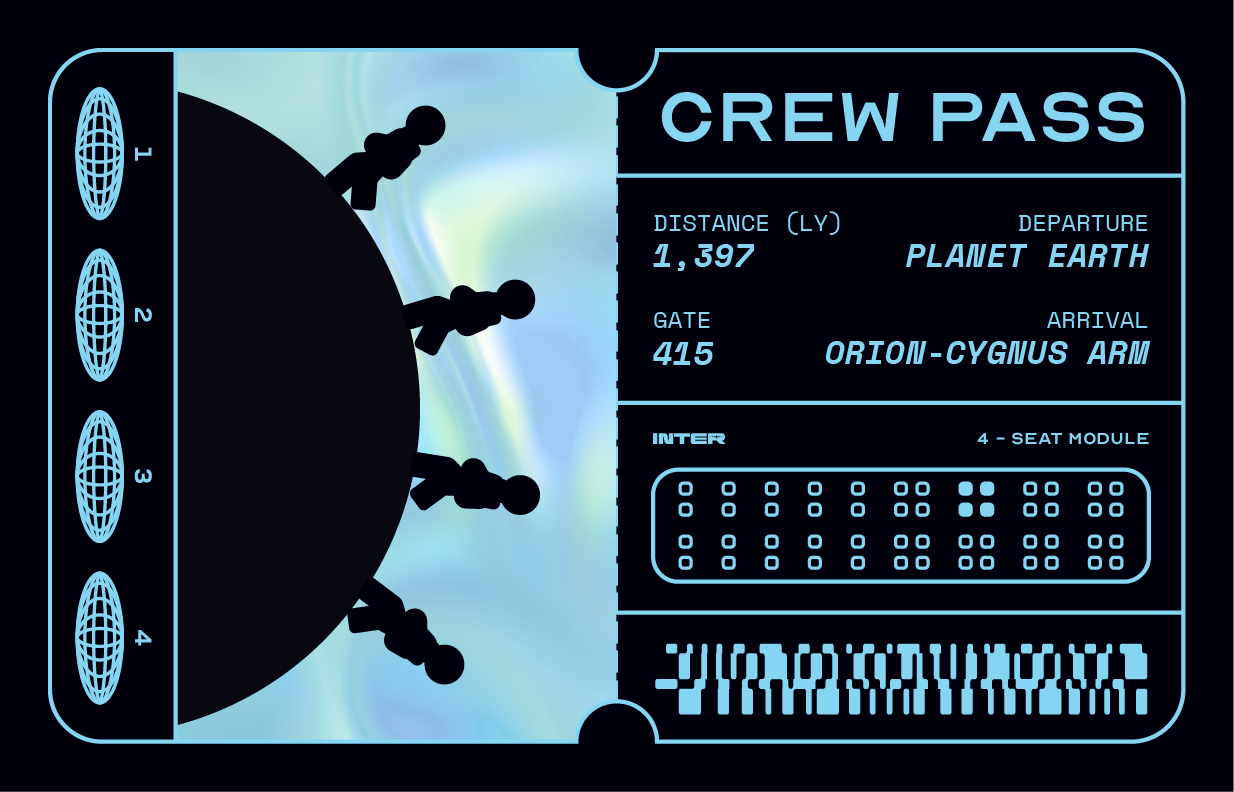 1
2
3
4
CREW PASS
DISTANCE (LY) DEPARTURE
1,397 PLANET EARTH
GATE ARRIVAL
415 ORION-CYGNUS ARM
INTER 4 - SEAT MODULE